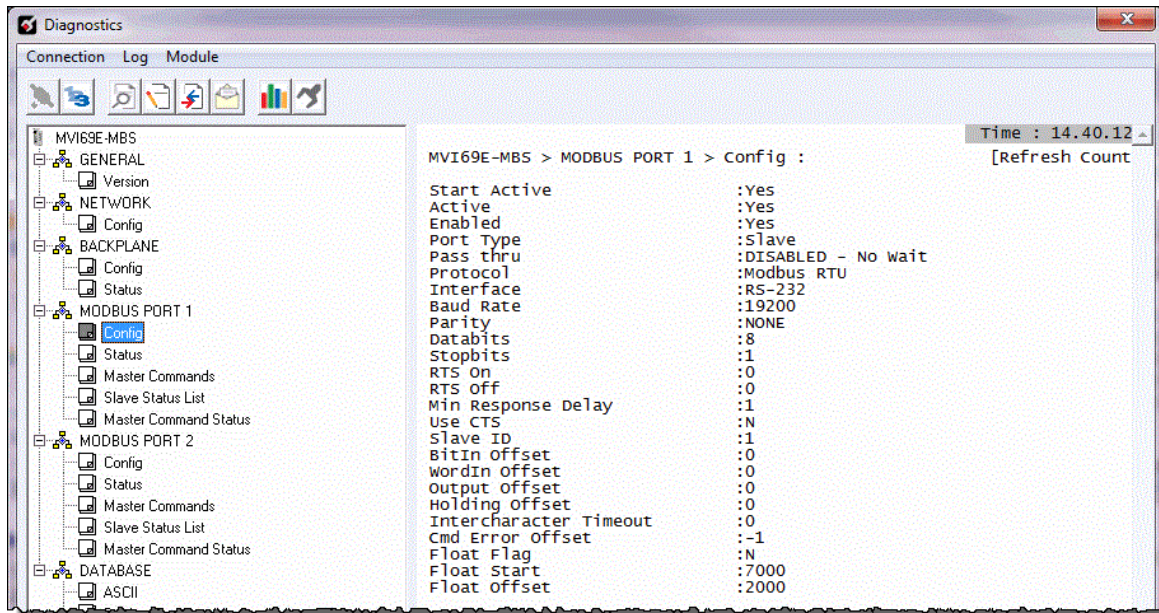 Diagnostics
Connection Log Module
MVI69E-MBS
GENERAL
Version
NETWORK
Config
BACKPLANE
Config
Status
MODBUS PORT 1
Config
Status
Master Commands
Slave Status List
Master Command Status
MODBUS PORT 2
Config
Status
Master Commands
Slave Status List
Master Command Status
DATABASE
ASCII
Time : 14.40.12
MVI69E-MBS > MODBUS PORT 1 > Config : [Refresh Count
Start Active :Yes
Active :Yes
Enabled :Yes
Port Type :Slave
Pass thru :DISABLED - No Wait
Protocol :Modbus RTU
Interface :RS-232
Baud Rate :19200
Parity :NONE
Databits :8
Stopbits :1
RTS On :0
RTS Off :0
Min Response Delay :1
Use CTS :N
Slave ID :1
BitIn Offset :0
WordIn Offset :0
Output Offset :0
Holding Offset :0
Intercharacter Timeout :0
Cmd Error Offset :-1
Float Flag :N
Float Start :7000
Float Offset :2000